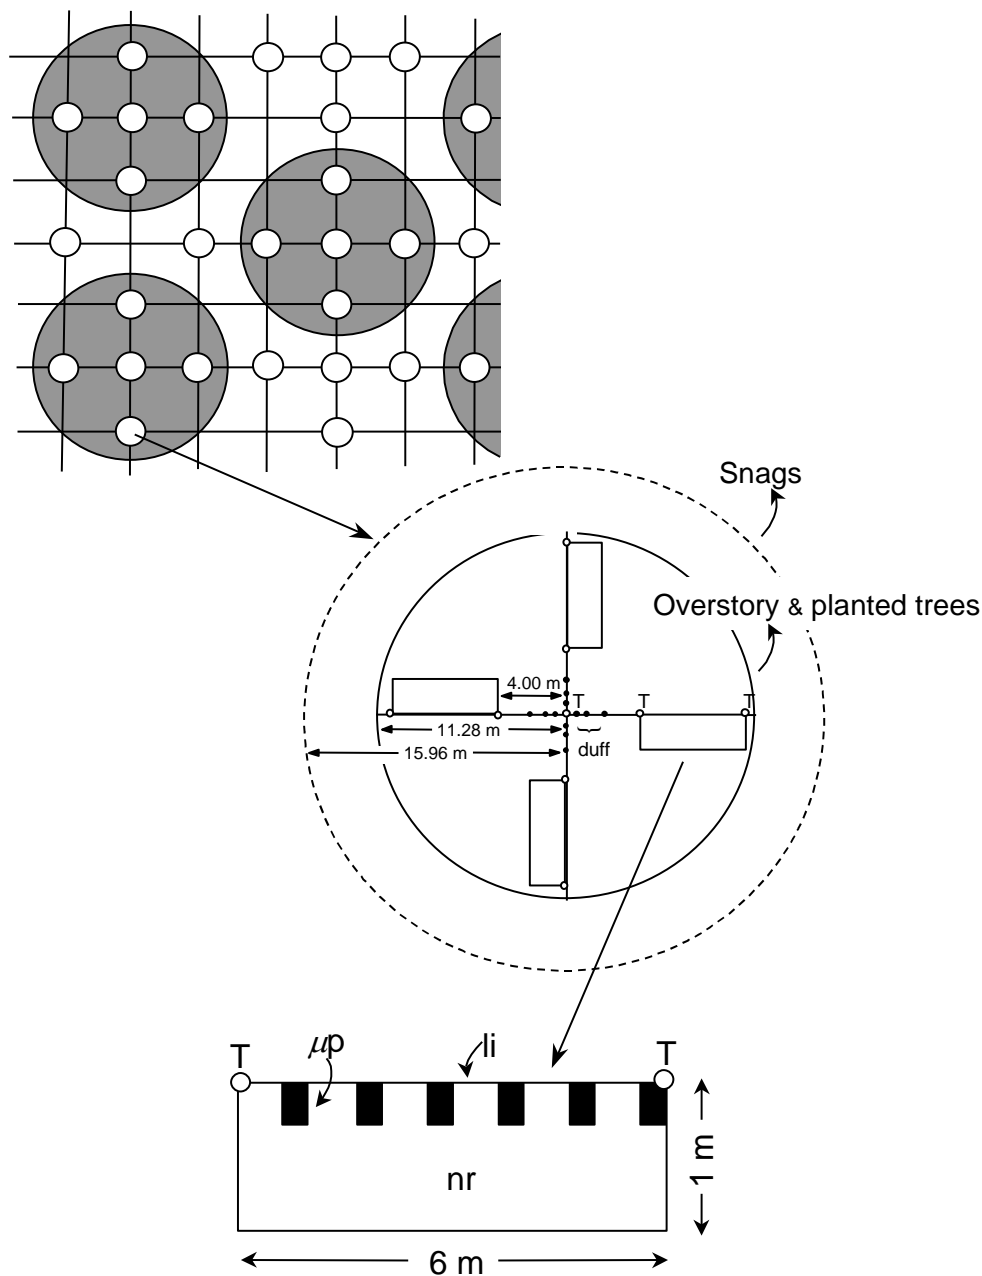 Snags
Overstory & planted trees
4.00 m
T
T
T
11.28 m
duff
15.96 m
T
μp
li
T
nr
1 m
6 m